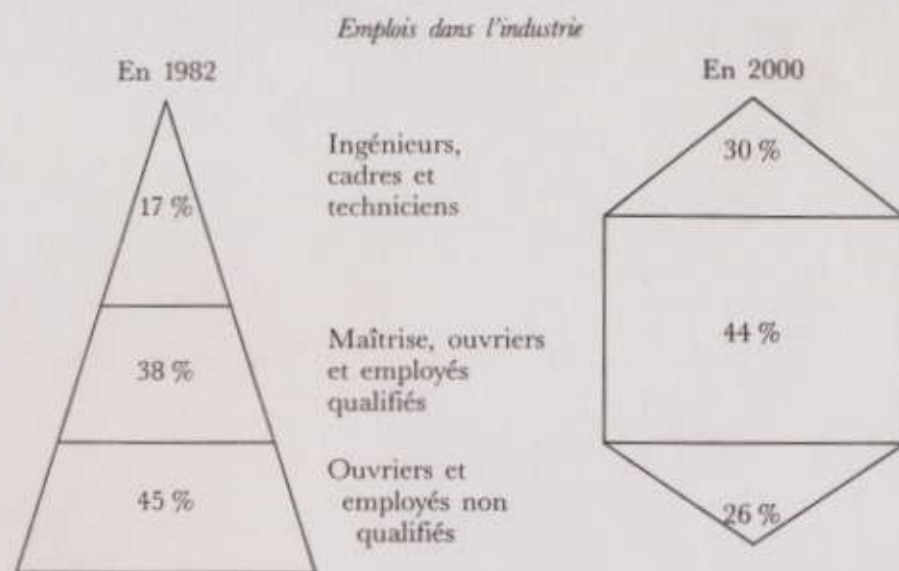 Emplois dans l'industrie
En 1982
17 %
38 %
45 %
Ingénieurs,
cadres et
techniciens
Maîtrise, ouvriers
et employés
qualifiés
Ouvriers et
employés non
qualifiés
En 2000
30 %
44 %
26 %